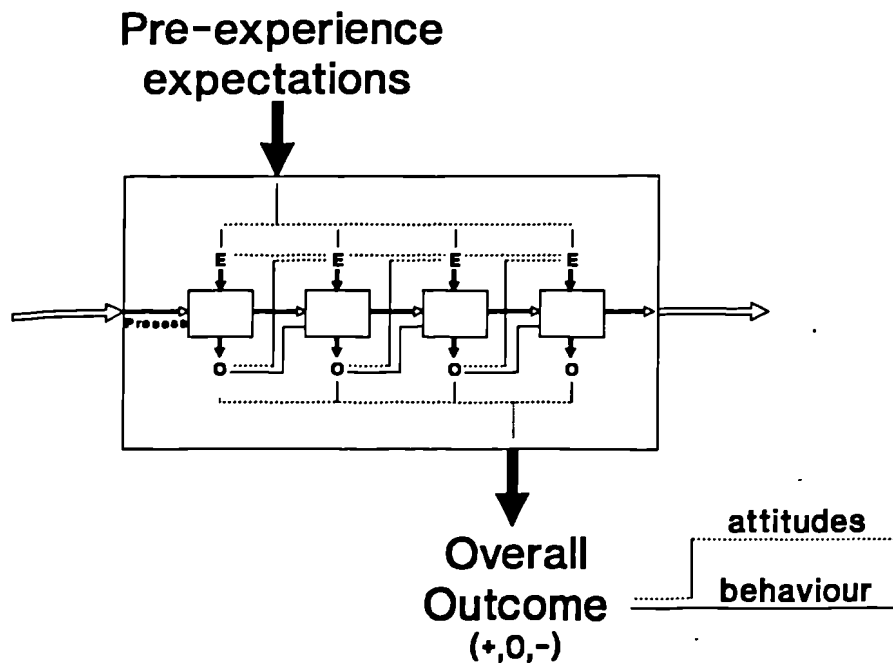 Pre-experience
expectations
E E E E
Process
O O O O
Overall
Outcome
(+,0,-)
attitudes
behaviour